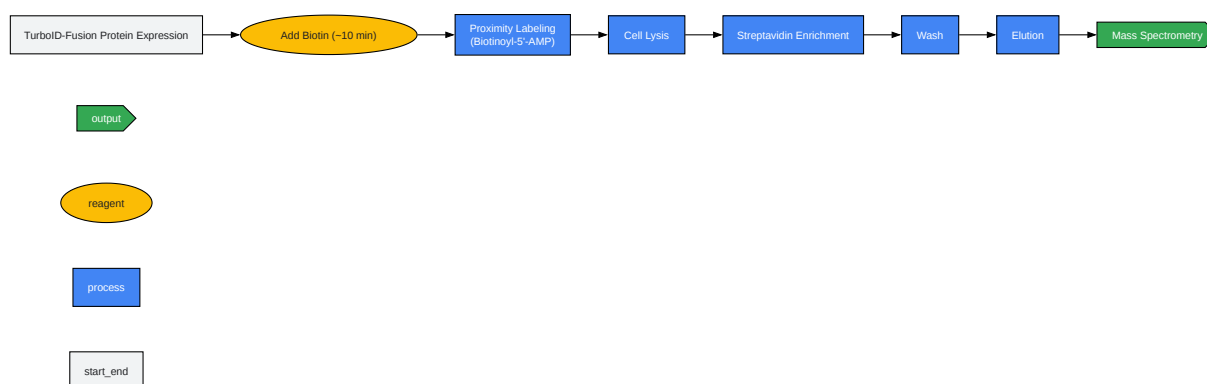 TurboID-Fusion Protein Expression
Add Biotin (~10 min)
Proximity Labeling
(Biotinoyl-5'-AMP)
Cell Lysis
Streptavidin Enrichment
Wash
Elution
Mass Spectrometry
output
reagent
process
start_end